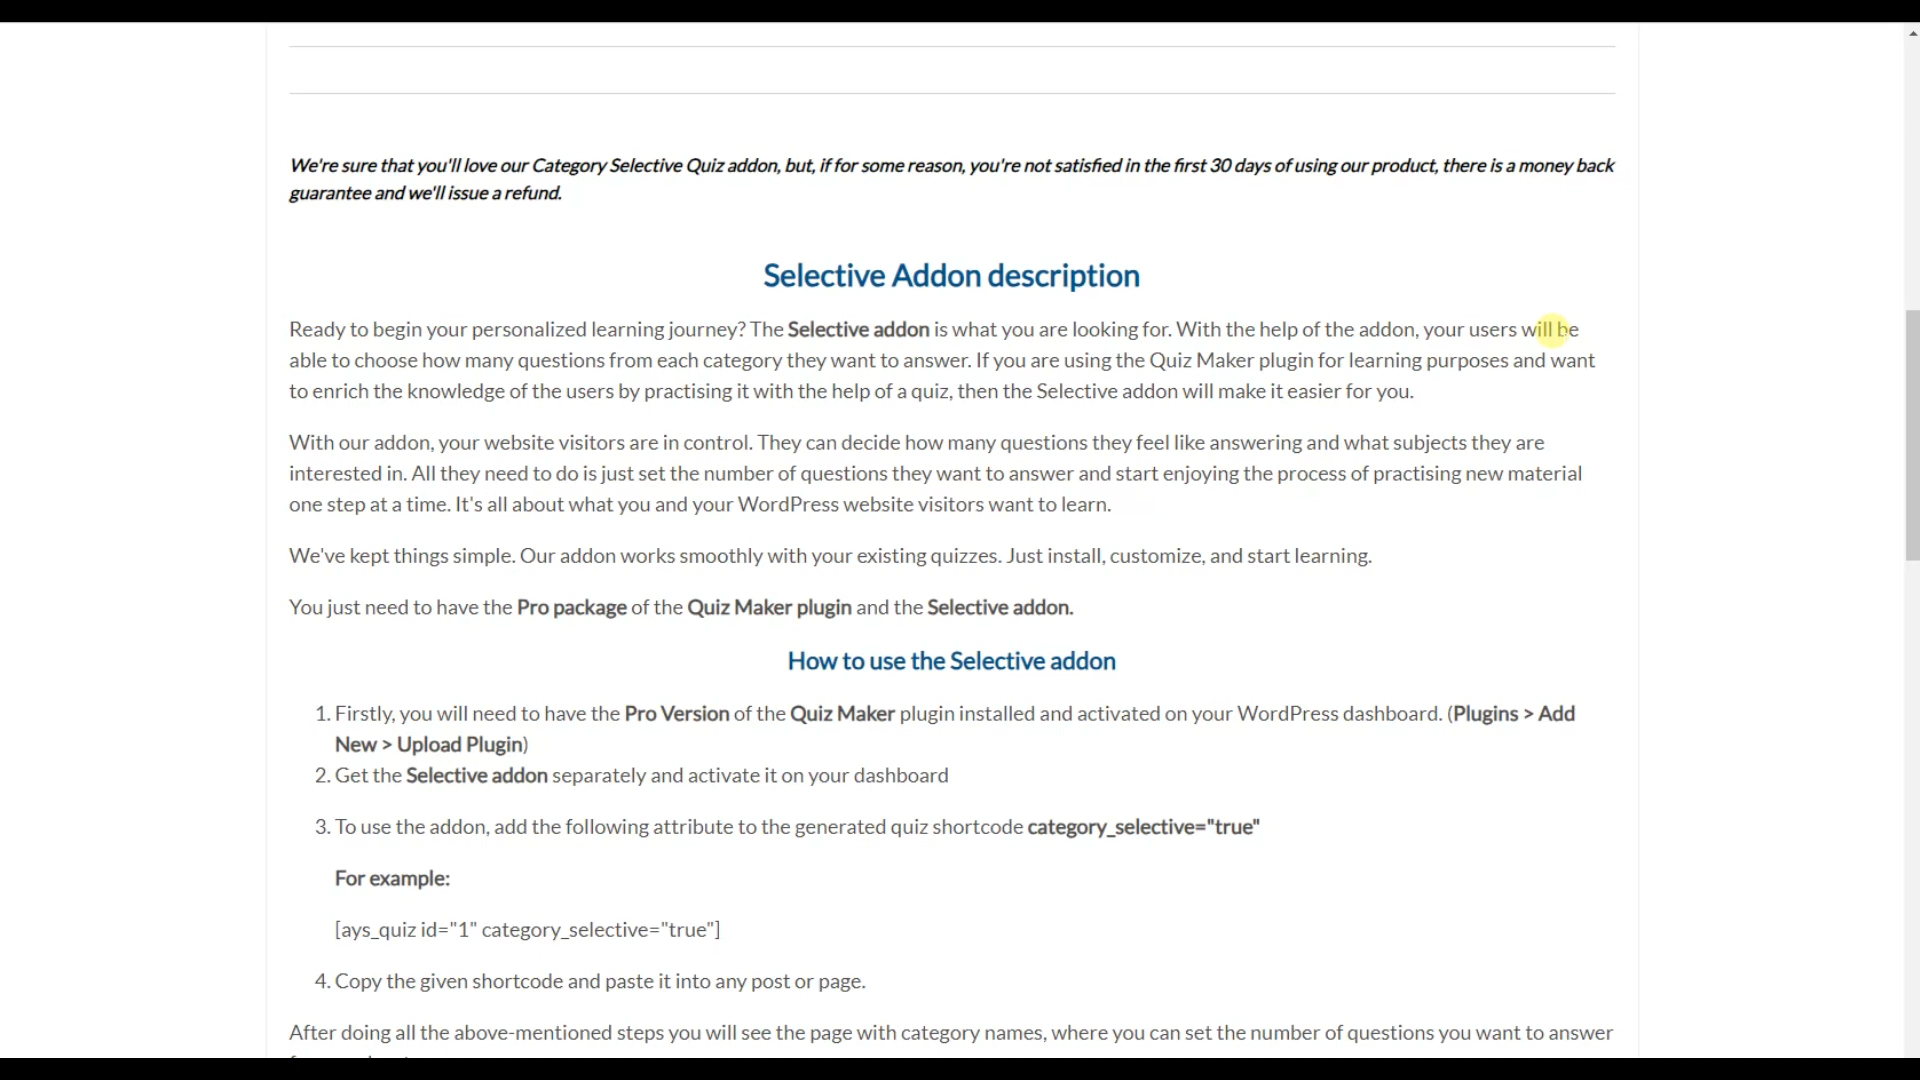 We're sure that you'll love our Category Selective Quiz addon, but, if for some reason, you're not satisfied in the first 30 days of using our product, there is a money back
guarantee and we'll issue a refund.
Selective Addon description
Ready to begin your personalized learning journey? The Selective addon is what you are looking for. With the help of the addon, your users will be
able to choose how many questions from each category they want to answer. If you are using the Quiz Maker plugin for learning purposes and want
to enrich the knowledge of the users by practising it with the help of a quiz, then the Selective addon will make it easier for you.
With our addon, your website visitors are in control. They can decide how many questions they feel like answering and what subjects they are
interested in. All they need to do is just set the number of questions they want to answer and start enjoying the process of practising new material
one step at a time. It's all about what you and your WordPress website visitors want to learn.
We've kept things simple. Our addon works smoothly with your existing quizzes. Just install, customize, and start learning.
You just need to have the Pro package of the Quiz Maker plugin and the Selective addon.
How to use the Selective addon
1. Firstly, you will need to have the Pro Version of the Quiz Maker plugin installed and activated on your WordPress dashboard. (Plugins > Add
New > Upload Plugin)
2. Get the Selective addon separately and activate it on your dashboard
3. To use the addon, add the following attribute to the generated quiz shortcode category_selective="true"
For example:
[ays_quiz id="1" category_selective="true"]
4. Copy the given shortcode and paste it into any post or page.
After doing all the above-mentioned steps you will see the page with category names, where you can set the number of questions you want to answer